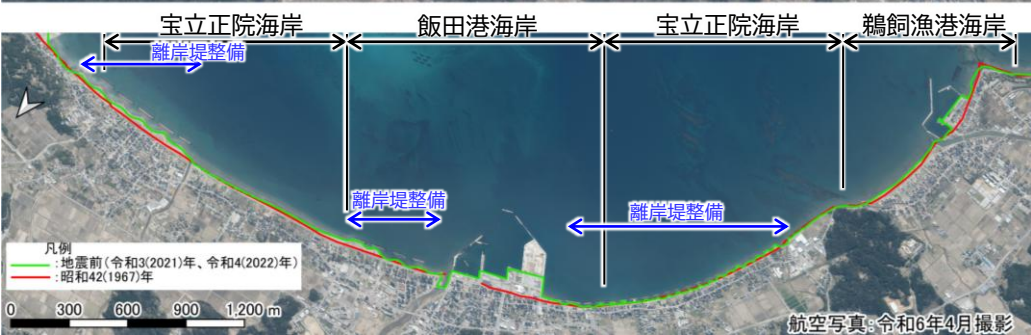 宝立正院海岸
飯田港海岸
宝立正院海岸
鵜飼漁港海岸
離岸堤整備
離岸堤整備
離岸堤整備
凡例
:地震前(令和3(2021)年、令和4(2022)年)
:昭和42(1967)年
0 300 600 900 1,200 m
航空写真:令和6年4月撮影